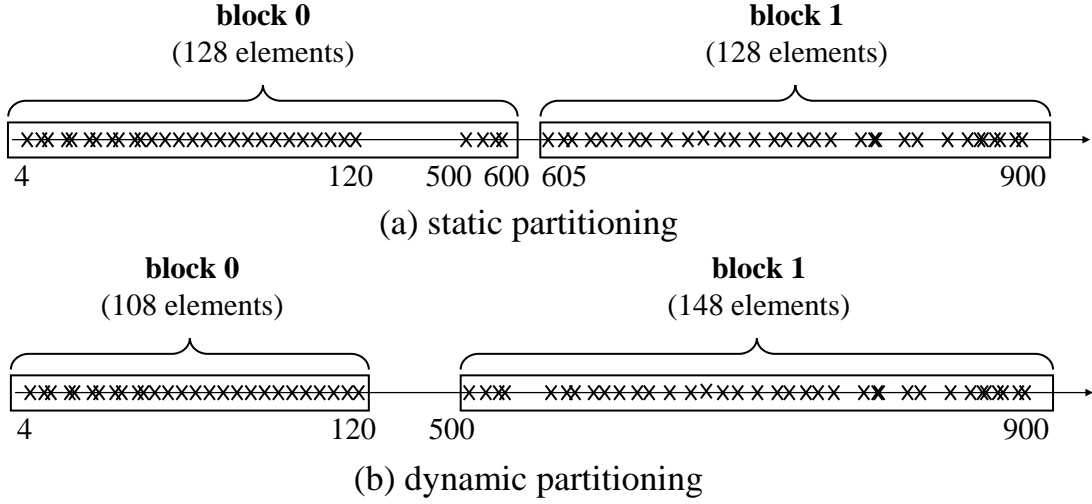 block 0 block 1
(128 elements) (128 elements)
4 120 500 600 605 900
(a) static partitioning
block 0 block 1
(108 elements) (148 elements)
4 120 500 900
(b) dynamic partitioning